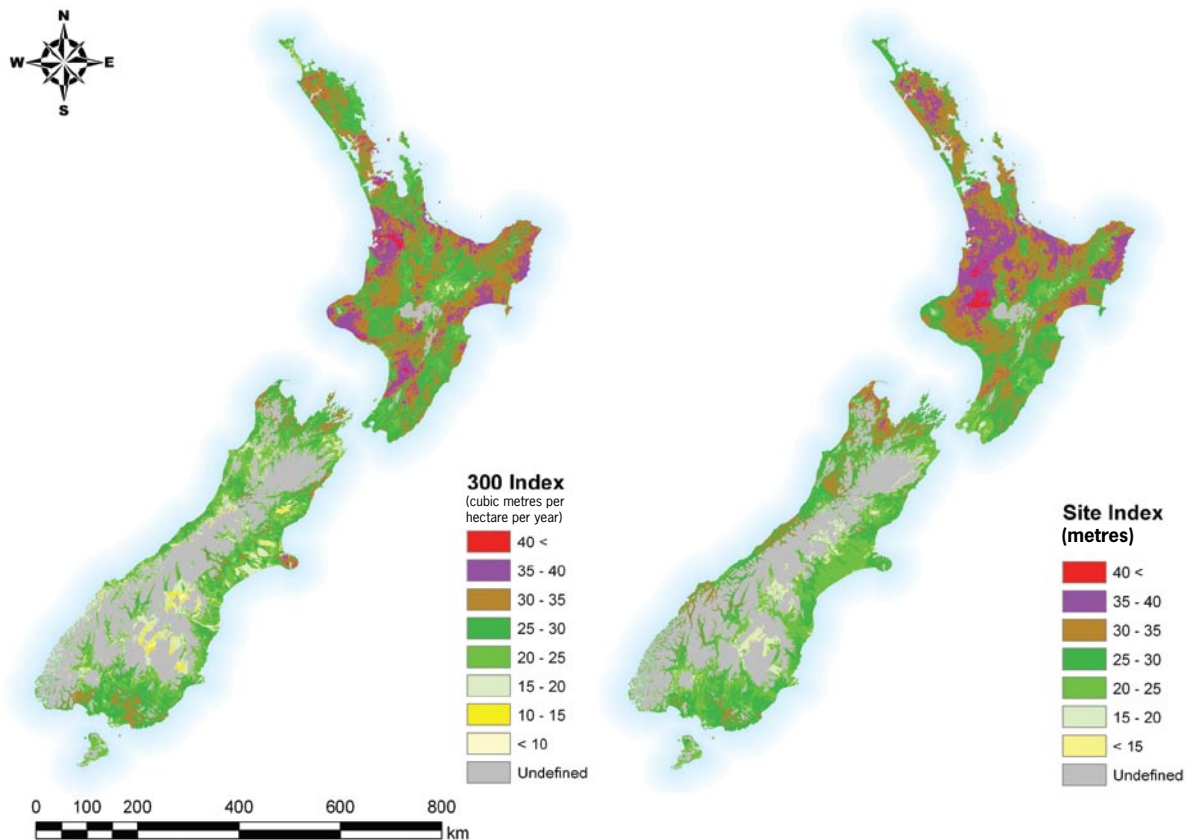 N
W E
S
300 Index
(cubic metres per
hectare per year)
40 <
35 - 40
30 - 35
25 - 30
20 - 25
15 - 20
10 - 15
< 10
Undefined
Site Index
(metres)
40 <
35 - 40
30 - 35
25 - 30
20 - 25
15 - 20
< 15
Undefined
0 100 200 400 600 800
km